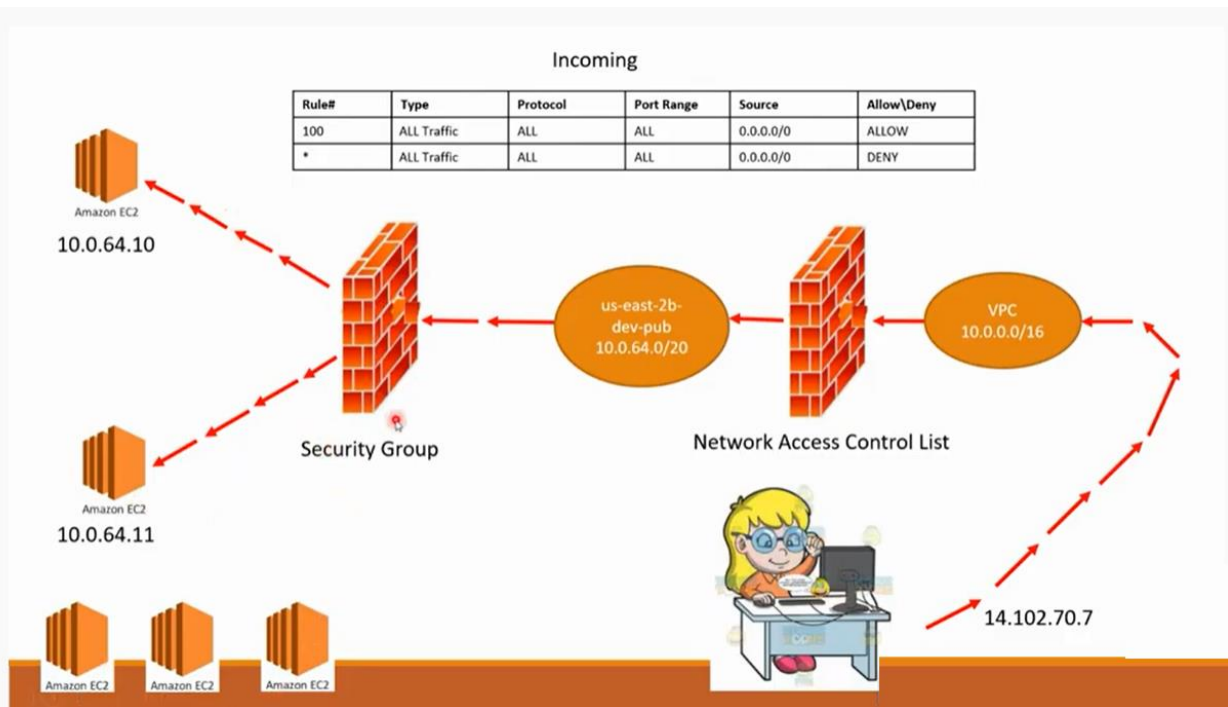 Incoming
Rule# Type Protocol Port Range Source Allow\Deny
100 ALL Traffic ALL ALL 0.0.0.0/0 ALLOW
* ALL Traffic ALL ALL 0.0.0.0/0 DENY
Amazon EC2
10.0.64.10
us-east-2b-
dev-pub
10.0.64.0/20
VPC
10.0.0.0/16
Security Group
Network Access Control List
Amazon EC2
10.0.64.11
14.102.70.7
Amazon EC2
Amazon EC2
Amazon EC2